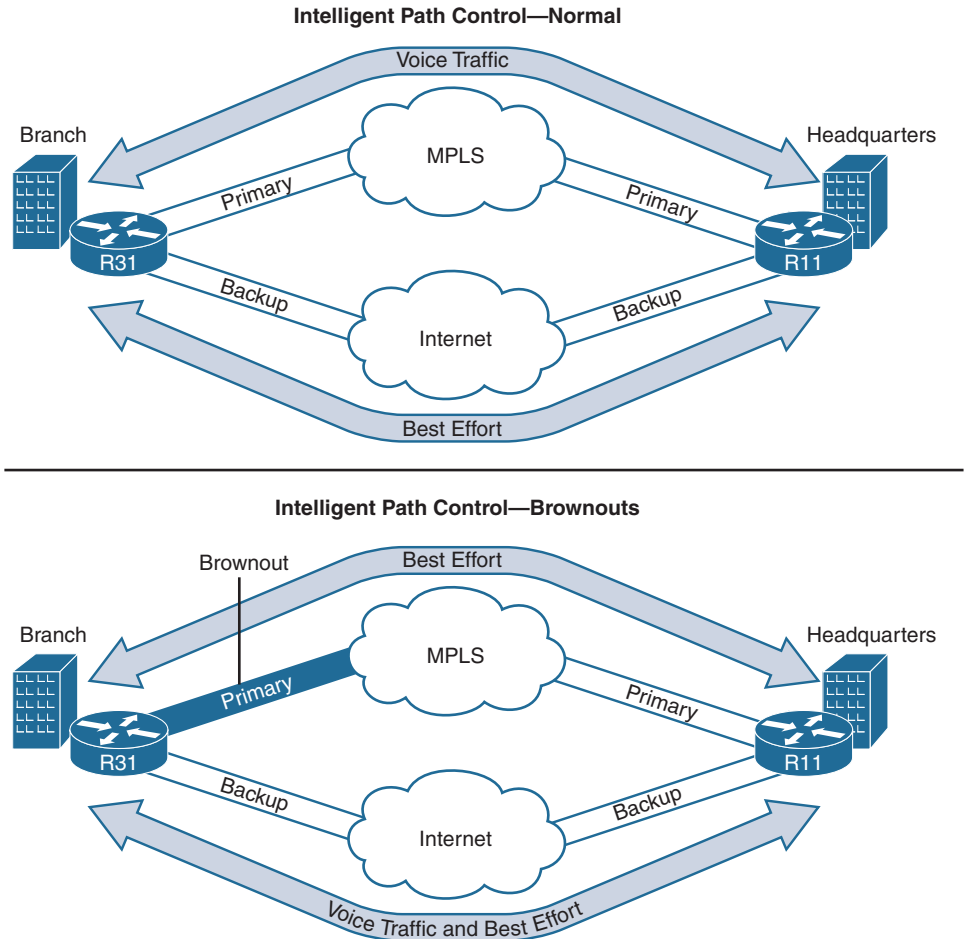 Intelligent Path Control—Normal
Voice Traffic
Branch
Headquarters
MPLS
Primary
Primary
R31
R11
Backup
Backup
Internet
Best Effort
Intelligent Path Control—Brownouts
Brownout
Best Effort
Branch
Headquarters
MPLS
Primary
Primary
R31
R11
Backup
Backup
Internet
Voice Traffic and Best Effort